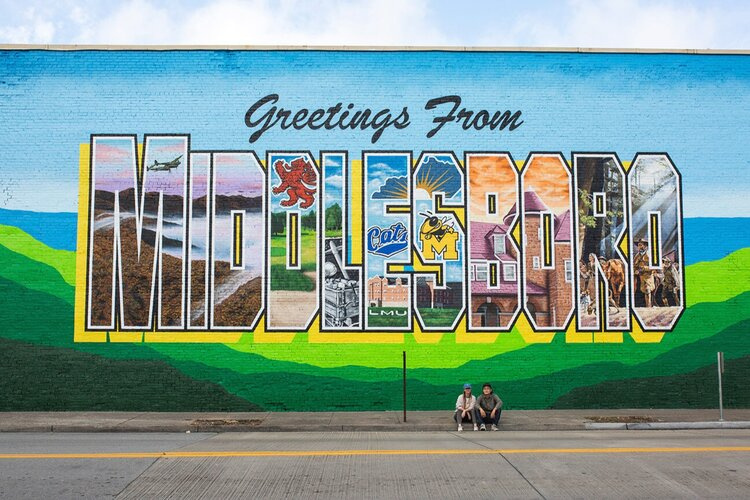 Greetings From
MIDDLESBORO
Cats
M
LMU